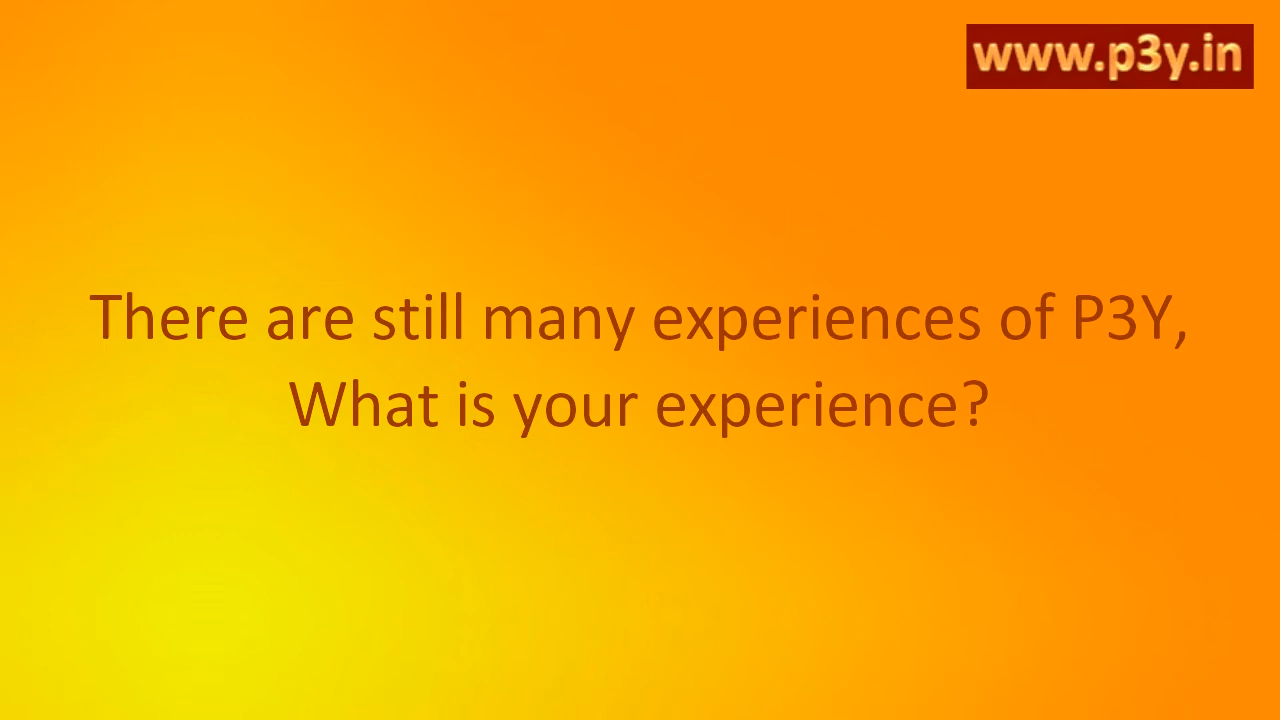 www.p3y.in
There are still many experiences of P3Y,
What is your experience?